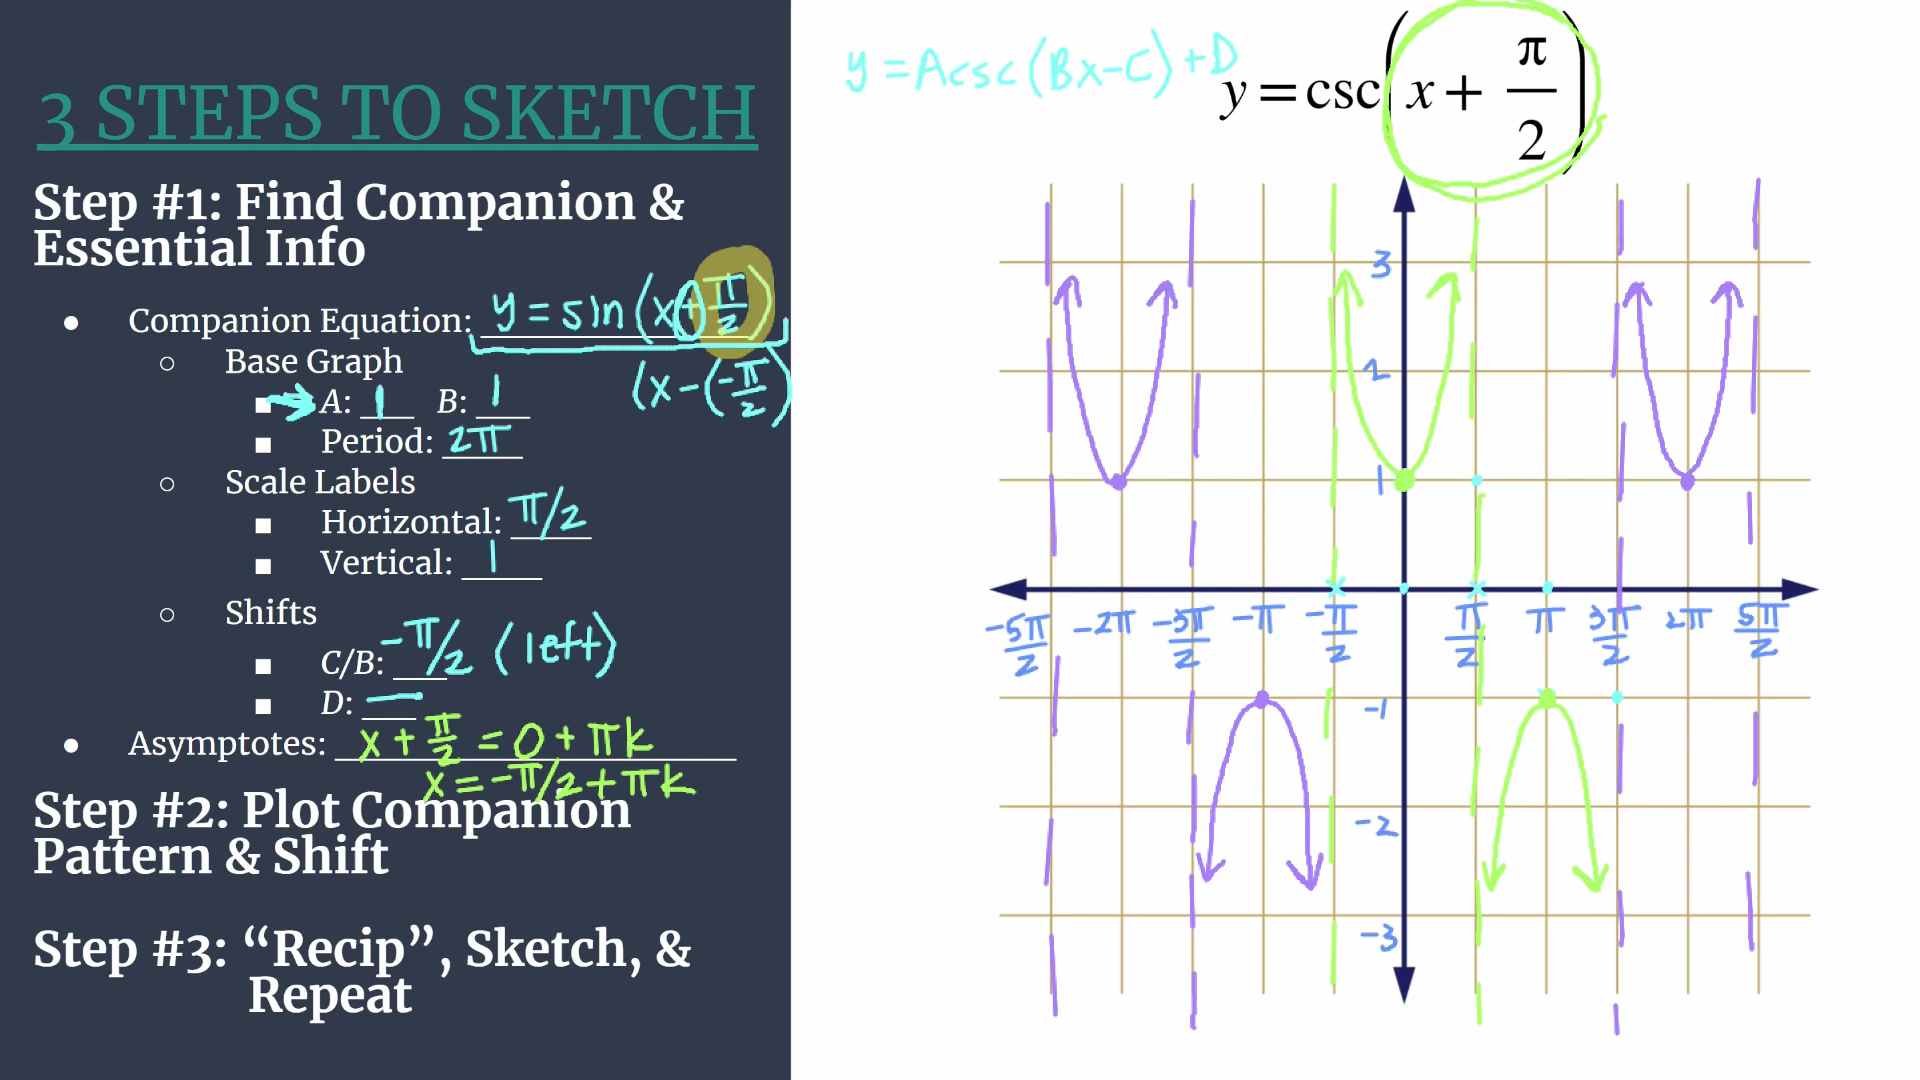 3 STEPS TO SKETCH
Step #1: Find Companion &
Essential Info
● Companion Equation: y = sin(x + π/2)
○ Base Graph
(x - (-π/2)
■ A: 1 B: 1
■ Period: 2π
○ Scale Labels
■ Horizontal: π/2
■ Vertical: 1
○ Shifts
■ C/B: -π/2 (left)
■ D: —
● Asymptotes: x + π/2 = 0 + πk
x = -π/2 + πk
Step #2: Plot Companion
Pattern & Shift
Step #3: “Recip”, Sketch, &
Repeat
y = A csc(Bx-C)+D
y = csc(x + π/2)
3
2
1
-5π/2 -2π -3π/2 -π -π/2 π/2 π 3π/2 2π 5π/2
-1
-2
-3